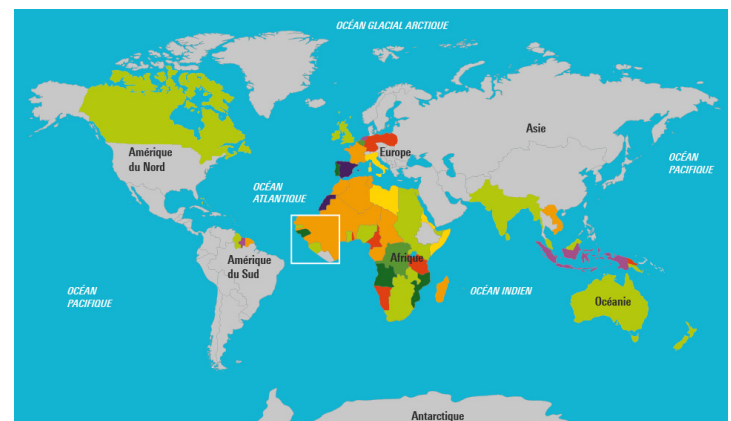 OCÉAN GLACIAL ARCTIQUE
Asie
Amérique
du Nord
Europe
OCÉAN
PACIFIQUE
OCÉAN
ATLANTIQUE
Amérique
du Sud
Afrique
OCÉAN
PACIFIQUE
OCÉAN INDIEN
Océanie
Antarctique